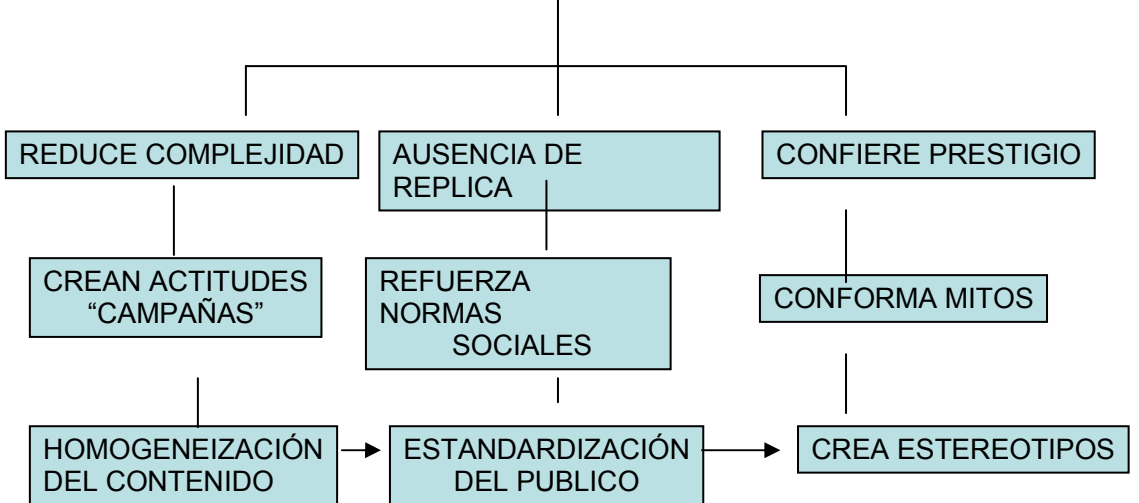 REDUCE COMPLEJIDAD
AUSENCIA DE
REPLICA
CONFIERE PRESTIGIO
CREAN ACTITUDES
“CAMPAÑAS”
REFUERZA
NORMAS
SOCIALES
CONFORMA MITOS
HOMOGENEIZACIÓN
DEL CONTENIDO
ESTANDARDIZACIÓN
DEL PUBLICO
CREA ESTEREOTIPOS